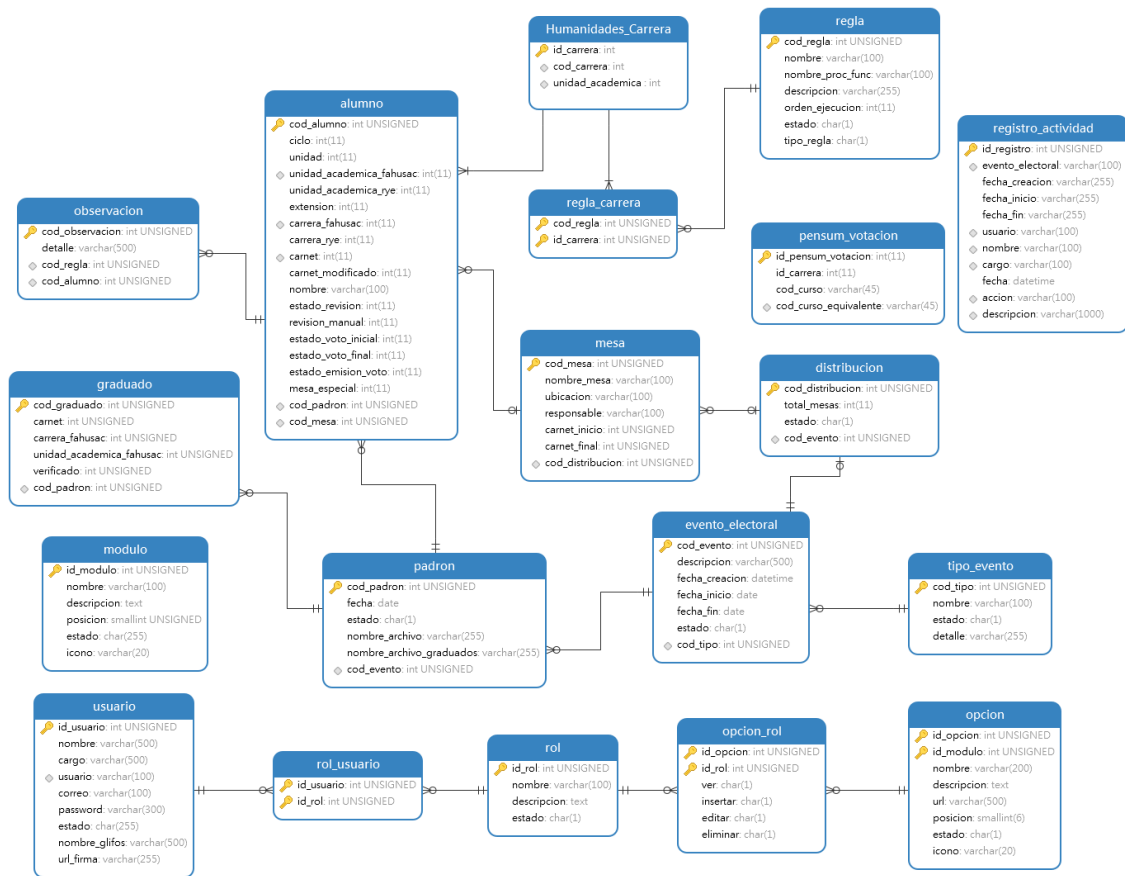 Humanidades_Carrera
id_carrera: int
cod_carrera: int
unidad_academica : int
regla
cod_regla: int UNSIGNED
nombre: varchar(100)
nombre_proc_func: varchar(100)
descripcion: varchar(255)
orden_ejecucion: int(11)
estado: char(1)
tipo_regla: char(1)
alumno
cod_alumno: int UNSIGNED
ciclo: int(11)
unidad: int(11)
unidad_academica_fahusac: int(11)
unidad_academica_rye: int(11)
extension: int(11)
carrera_fahusac: int(11)
carrera_rye: int(11)
carnet: int(11)
carnet_modificado: int(11)
nombre: varchar(100)
estado_revision: int(11)
revision_manual: int(11)
estado_voto_inicial: int(11)
estado_voto_final: int(11)
estado_emision_voto: int(11)
mesa_especial: int(11)
cod_padron: int UNSIGNED
cod_mesa: int UNSIGNED
registro_actividad
id_registro: int UNSIGNED
evento_electoral: varchar(100)
fecha_creacion: varchar(255)
fecha_inicio: varchar(255)
fecha_fin: varchar(255)
usuario: varchar(100)
nombre: varchar(100)
cargo: varchar(100)
fecha: datetime
accion: varchar(100)
descripcion: varchar(1000)
observacion
cod_observacion: int UNSIGNED
detalle: varchar(500)
cod_regla: int UNSIGNED
cod_alumno: int UNSIGNED
regla_carrera
cod_regla: int UNSIGNED
id_carrera: int UNSIGNED
pensum_votacion
id_pensum_votacion: int(11)
id_carrera: int(11)
cod_curso: varchar(45)
cod_curso_equivalente: varchar(45)
mesa
cod_mesa: int UNSIGNED
nombre_mesa: varchar(100)
ubicacion: varchar(100)
responsable: varchar(100)
carnet_inicio: int UNSIGNED
carnet_final: int UNSIGNED
cod_distribucion: int UNSIGNED
distribucion
cod_distribucion: int UNSIGNED
total_mesas: int(11)
estado: char(1)
cod_evento: int UNSIGNED
graduado
cod_graduado: int UNSIGNED
carnet: int UNSIGNED
carrera_fahusac: int UNSIGNED
unidad_academica_fahusac: int UNSIGNED
verificado: int UNSIGNED
cod_padron: int UNSIGNED
modulo
id_modulo: int UNSIGNED
nombre: varchar(100)
descripcion: text
posicion: smallint UNSIGNED
estado: char(255)
icono: varchar(20)
padron
cod_padron: int UNSIGNED
fecha: date
estado: char(1)
nombre_archivo: varchar(255)
nombre_archivo_graduados: varchar(255)
cod_evento: int UNSIGNED
evento_electoral
cod_evento: int UNSIGNED
descripcion: varchar(500)
fecha_creacion: datetime
fecha_inicio: date
fecha_fin: date
estado: char(1)
cod_tipo: int UNSIGNED
tipo_evento
cod_tipo: int UNSIGNED
nombre: varchar(100)
estado: char(1)
detalle: varchar(255)
usuario
id_usuario: int UNSIGNED
nombre: varchar(500)
cargo: varchar(500)
usuario: varchar(100)
correo: varchar(100)
password: varchar(300)
estado: char(255)
nombre_glifos: varchar(500)
url_firma: varchar(255)
rol_usuario
id_usuario: int UNSIGNED
id_rol: int UNSIGNED
rol
id_rol: int UNSIGNED
nombre: varchar(100)
descripcion: text
estado: char(1)
opcion_rol
id_opcion: int UNSIGNED
id_rol: int UNSIGNED
ver: char(1)
insertar: char(1)
editar: char(1)
eliminar: char(1)
opcion
id_opcion: int UNSIGNED
id_modulo: int UNSIGNED
nombre: varchar(200)
descripcion: text
url: varchar(500)
posicion: smallint(6)
estado: char(1)
icono: varchar(20)